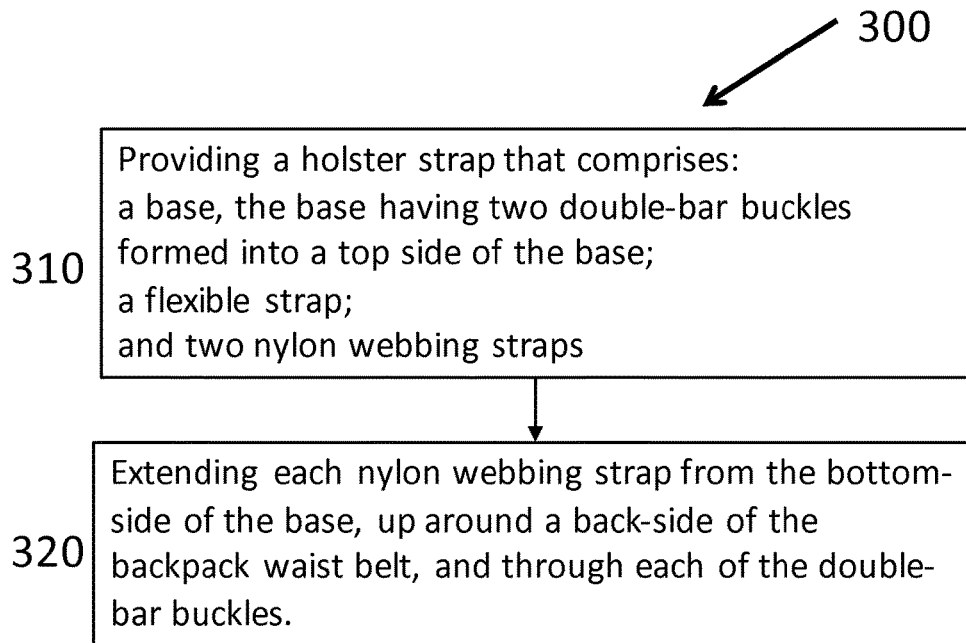 300
Providing a holster strap that comprises:
a base, the base having two double-bar buckles
formed into a top side of the base;
310
a flexible strap;
and two nylon webbing straps
Extending each nylon webbing strap from the bottom-
side of the base, up around a back-side of the
320
backpack waist belt, and through each of the double-
bar buckles.